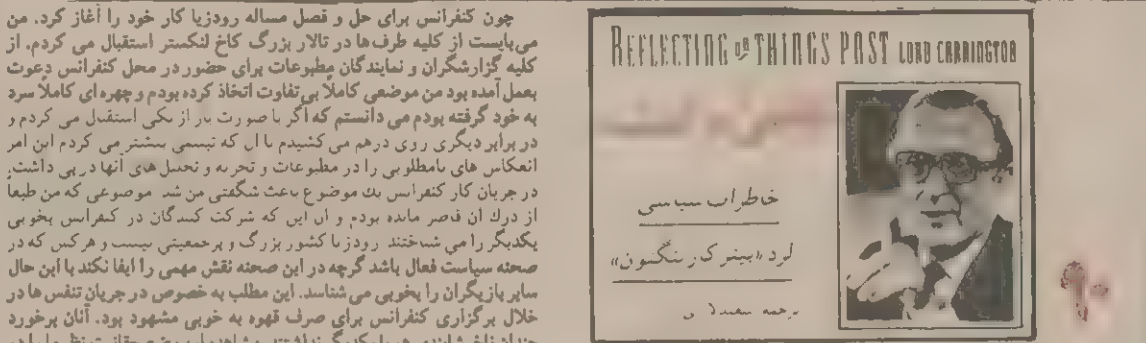 چون کنفرانس برای حل و فصل مساله رودزیا کار خود را آغاز کرد. من
می‌بایست از کلیه طرف‌ها در تالار بزرگ کاخ لنکستر استقبال می کردم. از
کلیه گزارشگران و نمایندگان مطبوعات برای حضور در محل کنفرانس دعوت
بعمل آمده بود من موضعی کاملاً بی تفاوت اتخاذ کرده بودم و چهره ای کاملاً سرد
به خود گرفته بودم می دانستم که اگر با صورت باز از یکی استقبال می کردم و
در برابر دیگری روی درهم می کشیدم یا آن که تبسمی بیشتر می کردم این امر
انعکاس های نامطلوبی را در مطبوعات و تجزیه و تحلیل های آنها در پی داشت.
در جریان کار کنفرانس یک موضوع باعث شگفتی من شد موضوعی که من طبعاً
از درک آن قاصر مانده بودم و آن این که شرکت کنندگان در کنفرانس بخوبی
یکدیگر را می شناختند رودزیا کشور بزرگ و پرجمعیتی نیست و هرکس که در
صحنه سیاست فعال باشد گرچه در این صحنه نقش مهمی را ایفا نکند با این حال
سایر بازیگران را بخوبی می شناسد. این مطلب به خصوص در جریان تنفس ها در
خلال برگزاری کنفرانس برای صرف قهوه به خوبی مشهود بود. آنان برخورد
REFLECTING ON THINGS PAST LORD CARRINGTON
خاطرات سیاسی
لرد «پیتر کارینگتون»
ترجمه
۹۰